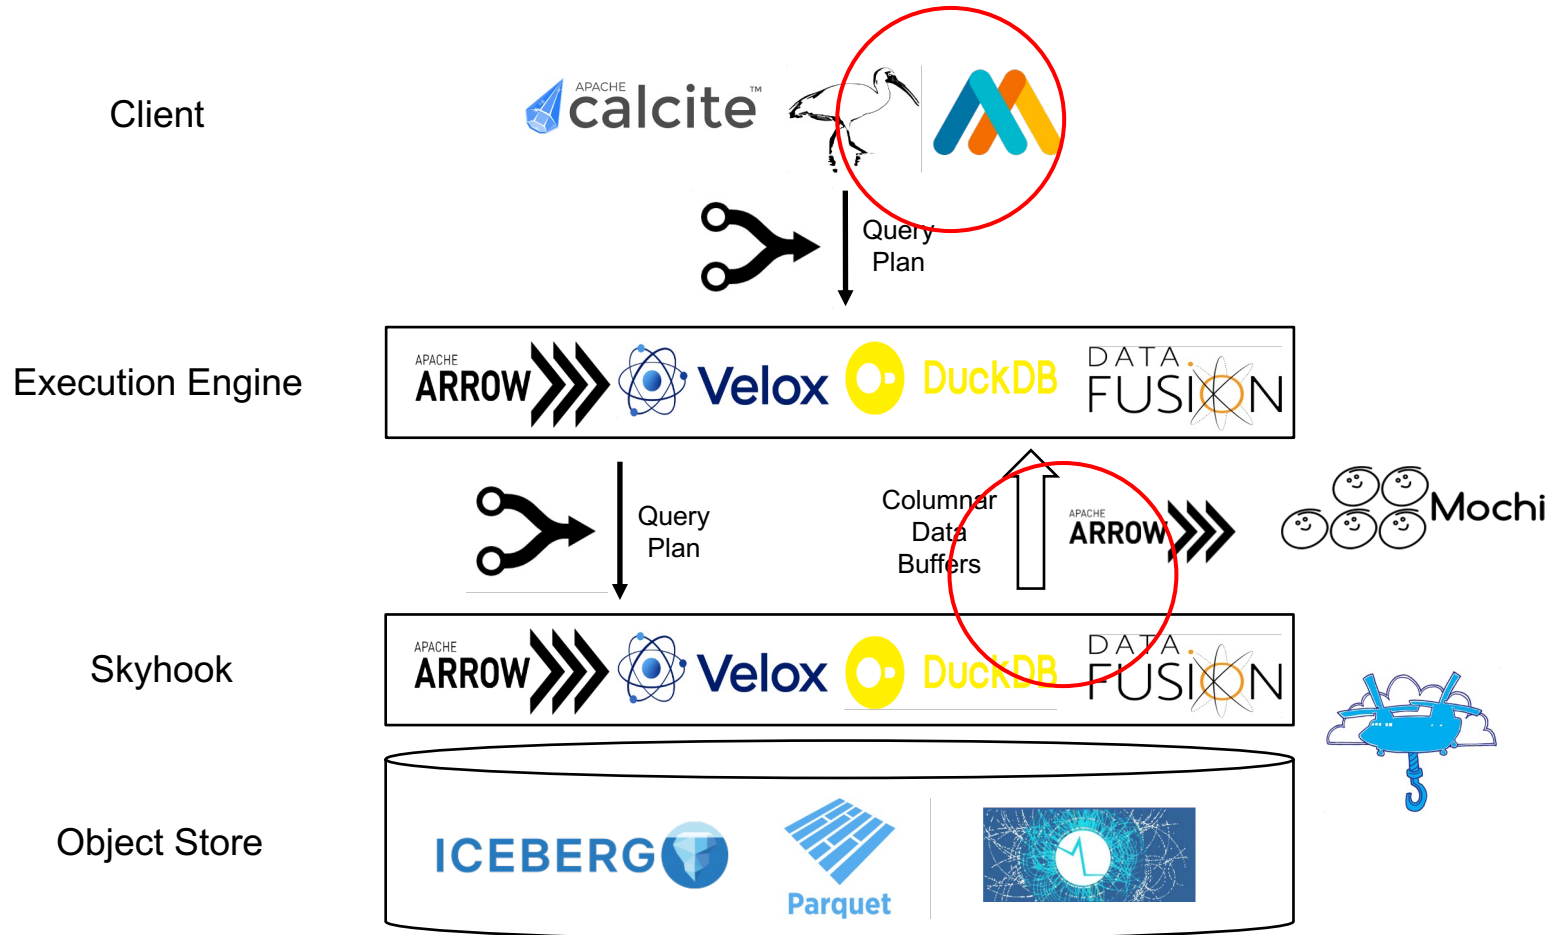 Client
APACHE
calcite™
Query
Plan
Execution Engine
APACHE
ARROW
Velox
DuckDB
DATA
FUSION
Query
Plan
Columnar
Data
Buffers
APACHE
ARROW
Mochi
Skyhook
APACHE
ARROW
Velox
DuckDB
DATA
FUSION
Object Store
ICEBERG
Parquet